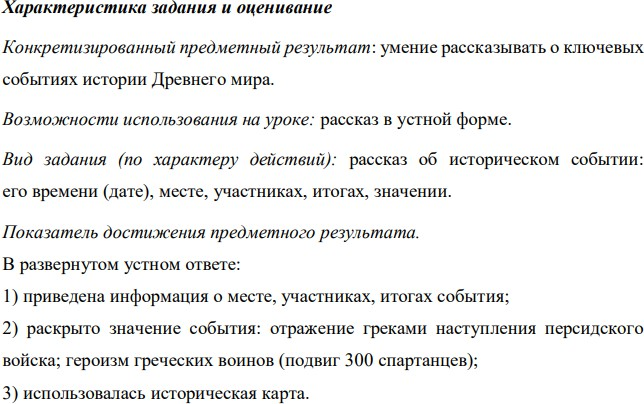 Характеристика задания и оценивание
Конкретизированный предметный результат: умение рассказывать о ключевых
событиях истории Древнего мира.
Возможности использования на уроке: рассказ в устной форме.
Вид задания (по характеру действий): рассказ об историческом событии:
его времени (дате), месте, участниках, итогах, значении.
Показатель достижения предметного результата.
В развернутом устном ответе:
1) приведена информация о месте, участниках, итогах события;
2) раскрыто значение события: отражение греками наступления персидского
войска; героизм греческих воинов (подвиг 300 спартанцев);
3) использовалась историческая карта.